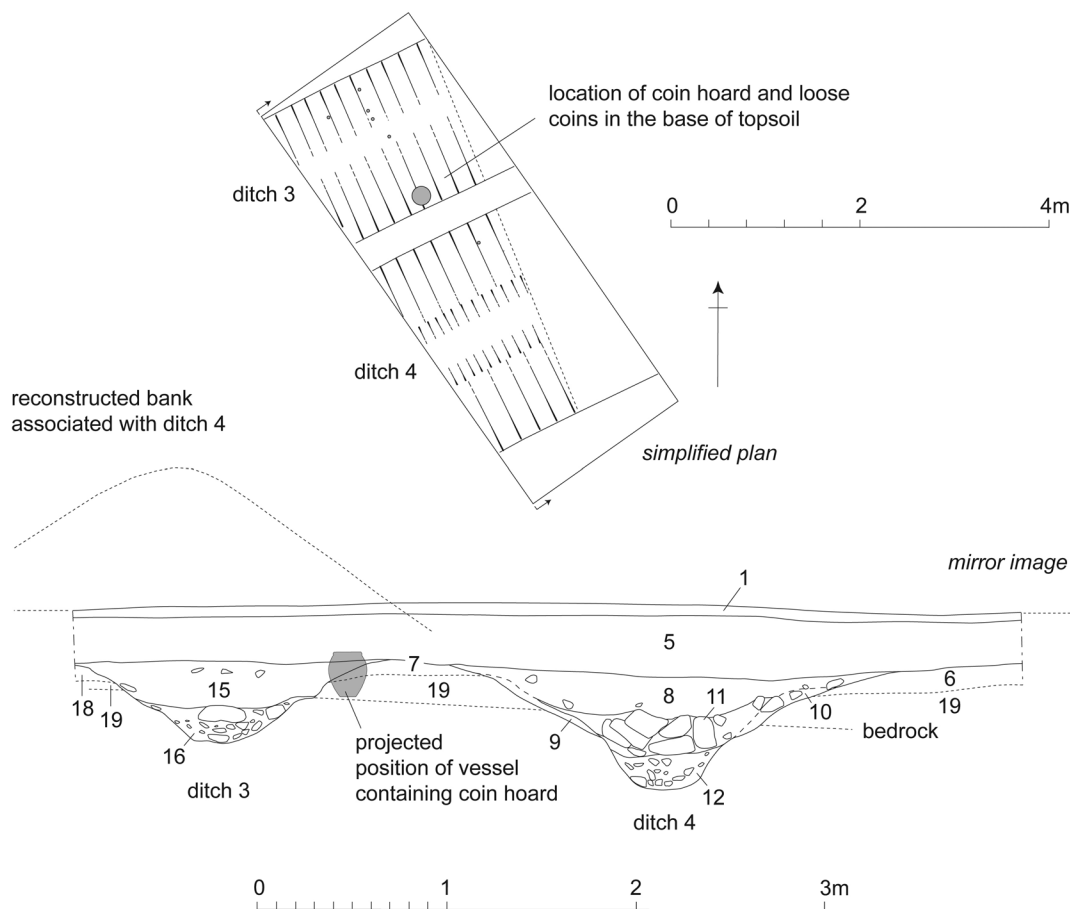 location of coin hoard and loose
coins in the base of topsoil
ditch 3
0 2 4m
ditch 4
reconstructed bank
associated with ditch 4
simplified plan
mirror image
1
5
7
6
15
8
11
18
19
19
10
19
16
9
bedrock
projected
position of vessel
containing coin hoard
12
ditch 3
ditch 4
0 1 2 3m